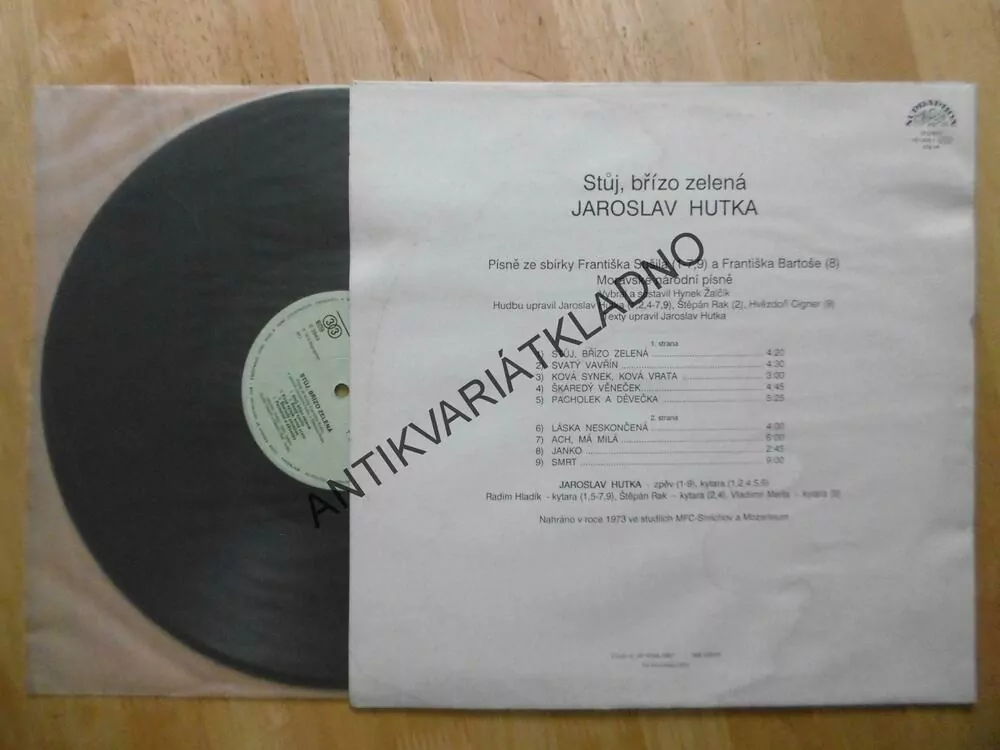 SUPRAPHON
Stůj, břízo zelená
JAROSLAV HUTKA
Písně ze sbírky Františka Sušila (1-7,9) a Františka Bartoše (8)
Moravské národní písně
Vybral a sestavil Hynek Žalčík
Hudbu upravil Jaroslav Hutka (1,2,4-7,9), Štěpán Rak (2), Hvězdoň Cigner (9)
Texty upravil Jaroslav Hutka
1. strana
1) STŮJ, BŘÍZO ZELENÁ 4:20
2) SVATÝ VAVŘÍN 4:30
3) KOVÁ SYNEK, KOVÁ VRATA 3:00
4) ŠKAREDÝ VĚNEČEK 4:45
5) PACHOLEK A DĚVEČKA 5:25
2. strana
6) LÁSKA NESKONČENÁ 4:00
7) ACH, MÁ MILÁ 6:00
8) JANKO 2:45
9) SMRT 9:00
JAROSLAV HUTKA - zpěv (1-9), kytara (1,2,4,5,9)
Radim Hladík - kytara (1,5-7,9), Štěpán Rak – kytara (2,4), Vladimír Merta – kytara
Nahráno v roce 1973 ve studiích MFC-Smíchov a Mozarteum
STŮJ, BŘÍZO ZELENÁ
33
ANTIKVARIÁTKLADNO